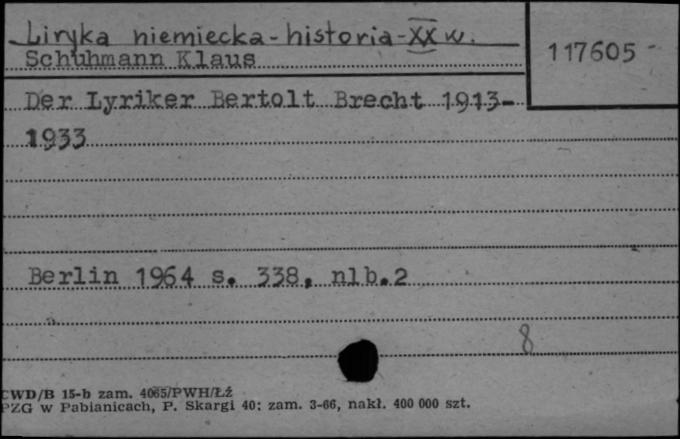 Liryka niemiecka - historia - XX w.
Schuhmann Klaus
117605
Der Lyriker Bertolt Brecht 1913-
1933
Berlin 1964 s. 338, nlb.2
8
CWD/B 15-b zam. 4065/PWH/Łź
PZG w Pabianicach, P. Skargi 40; zam. 3-66, nakł. 400 000 szt.